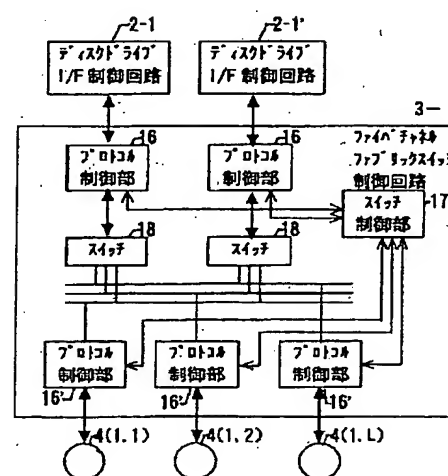 2-1
2-1'
ディスクドライブ
I/F 制御回路
ディスクドライブ
I/F 制御回路
3-
16
16
ファイバチャネル
ファブリックスイッチ
制御回路
プロトコル
制御部
プロトコル
制御部
17
スイッチ
制御部
18
18
スイッチ
スイッチ
プロトコル
制御部
プロトコル
制御部
プロトコル
制御部
16'
16'
16'
4(1,1)
4(1,2)
4(1,L)